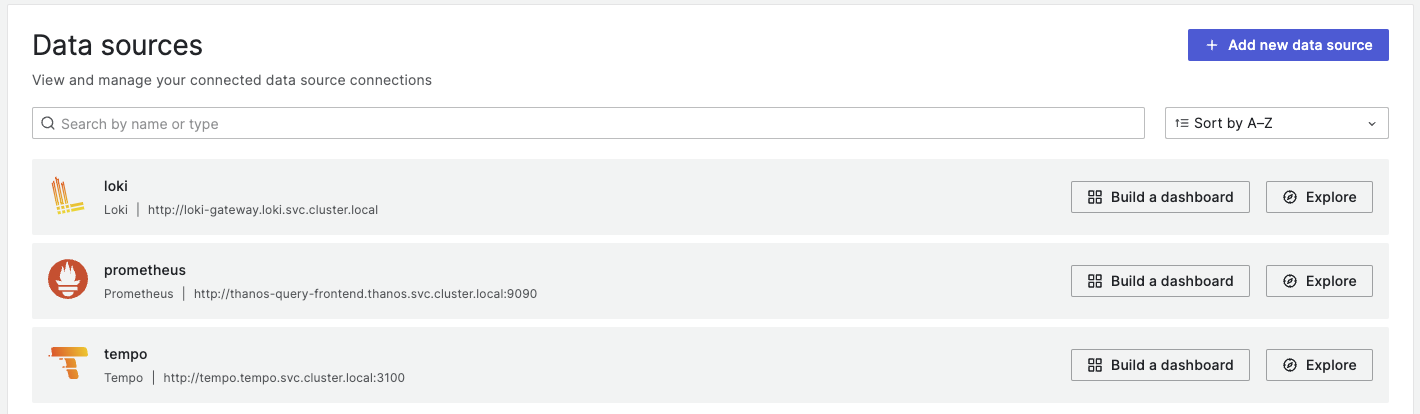 Data sources
+ Add new data source
View and manage your connected data source connections
Search by name or type
Sort by A–Z
loki
Loki | http://loki-gateway.loki.svc.cluster.local
Build a dashboard
Explore
prometheus
Prometheus | http://thanos-query-frontend.thanos.svc.cluster.local:9090
Build a dashboard
Explore
tempo
Tempo | http://tempo.tempo.svc.cluster.local:3100
Build a dashboard
Explore